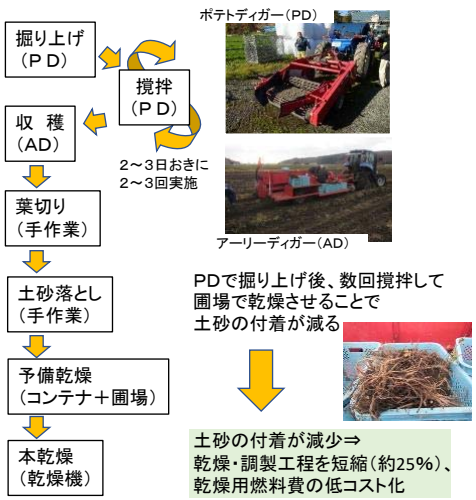 ポテトディガー(PD)
掘り上げ
(PD)
撹拌
(PD)
収 穫
(AD)
2～3日おきに
2～3回実施
葉切り
(手作業)
アーリーディガー(AD)
土砂落とし
(手作業)
PDで掘り上げ後、数回撹拌して
圃場で乾燥させることで
土砂の付着が減る
予備乾燥
(コンテナ＋圃場)
本乾燥
(乾燥機)
土砂の付着が減少⇒
乾燥・調製工程を短縮(約25%)、
乾燥用燃料費の低コスト化